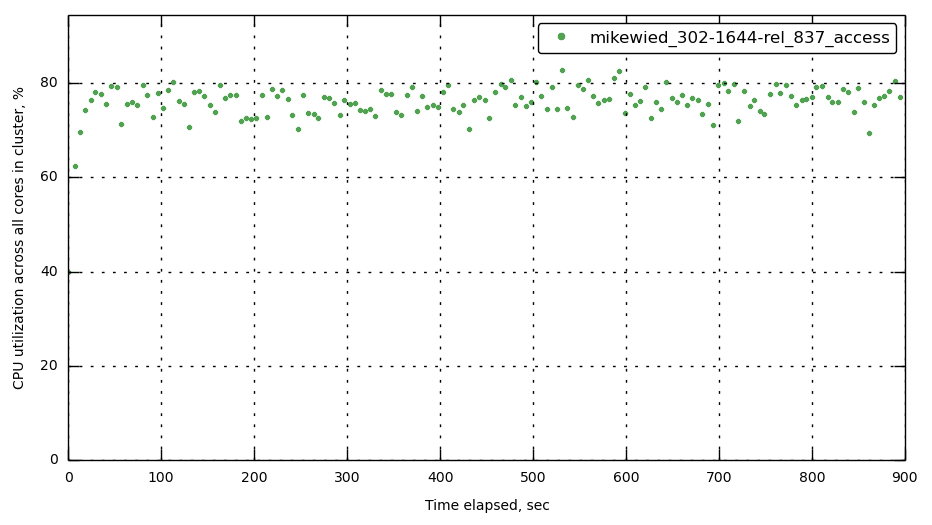 mikewied_302-1644-rel_837_access
CPU utilization across all cores in cluster, %
80
60
40
20
0
0 100 200 300 400 500 600 700 800 900
Time elapsed, sec